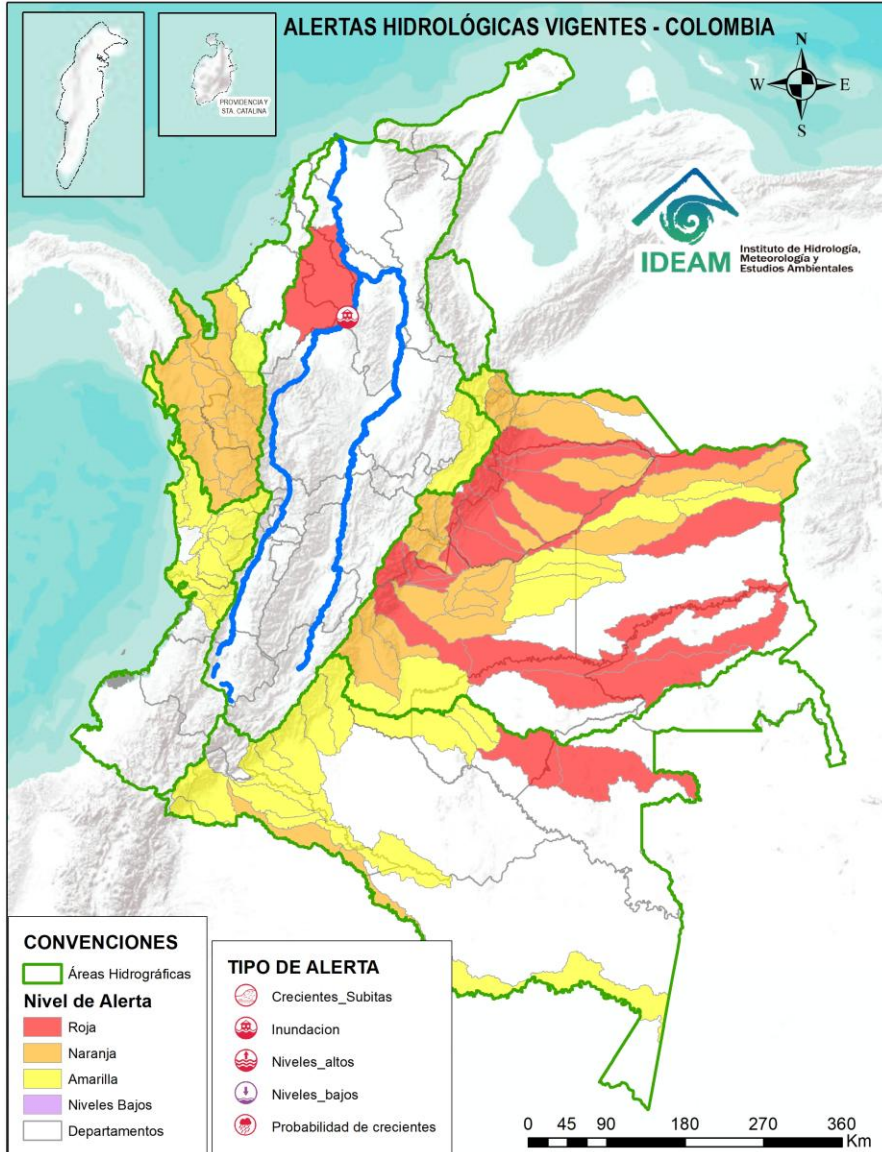 ALERTAS HIDROLÓGICAS VIGENTES - COLOMBIA
PROVIDENCIA Y
STA. CATALINA
N
W
E
S
IDEAM
Instituto de Hidrología,
Meteorología y
Estudios Ambientales
CONVENCIONES
Áreas Hidrográficas
Nivel de Alerta
Roja
Naranja
Amarilla
Niveles Bajos
Departamentos
TIPO DE ALERTA
Crecientes_Subitas
Inundacion
Niveles_altos
Niveles_bajos
Probabilidad de crecientes
0 45 90 180 270 360
Km